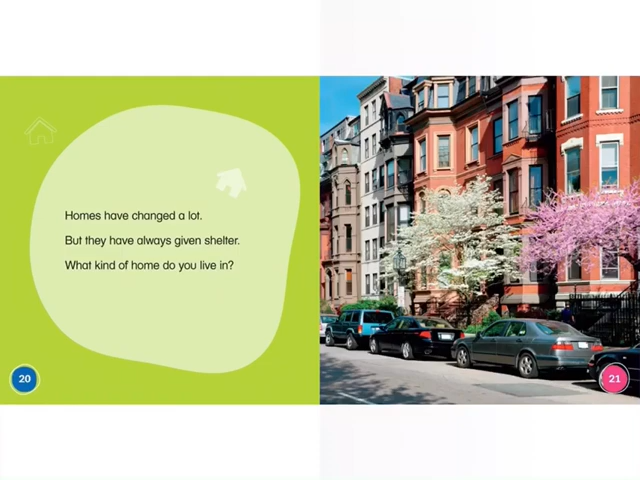 Homes have changed a lot.
But they have always given shelter.
What kind of home do you live in?
20
21